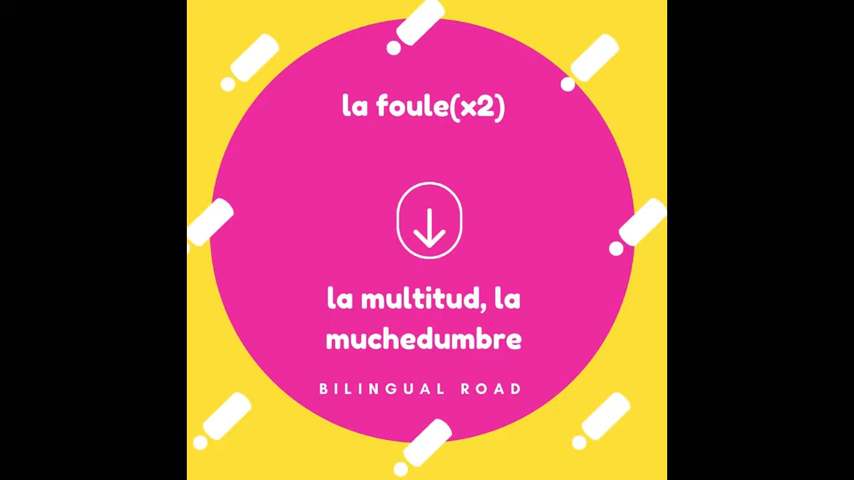 la foule(x2)
la multitud, la
muchedumbre
BILINGUAL ROAD